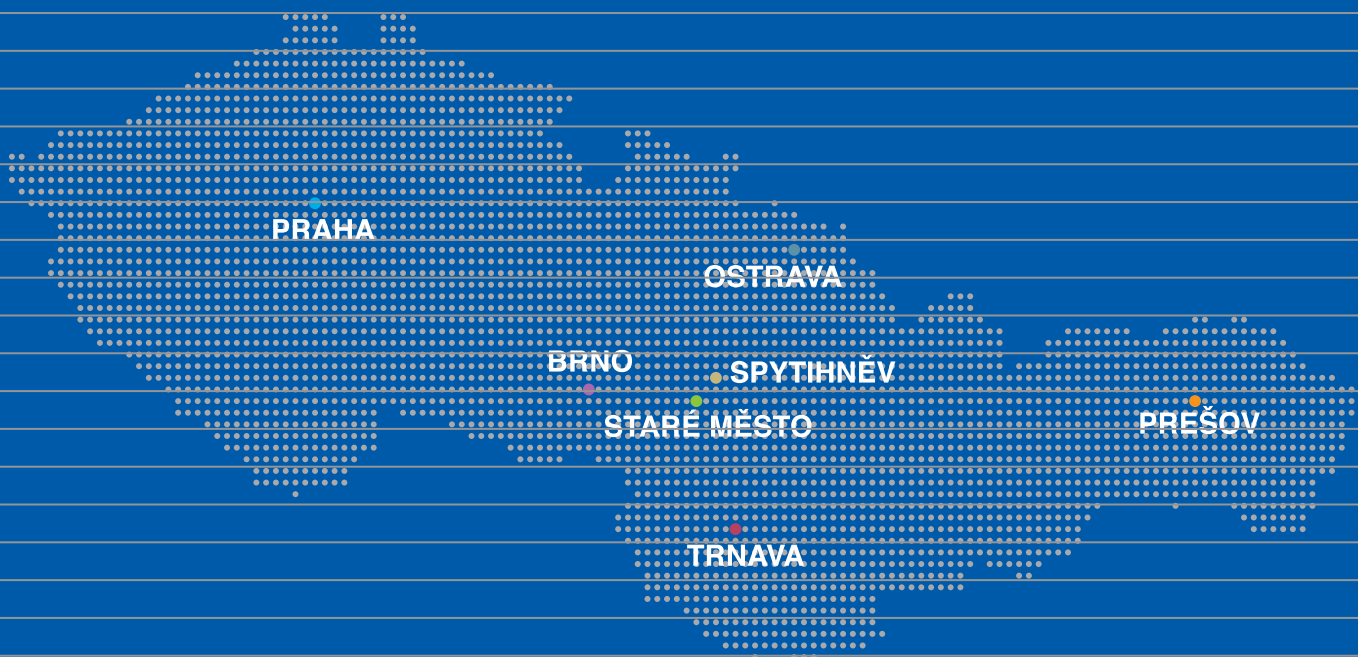 PRAHA
OSTRAVA
BRNO
SPYTIHNĚV
STARÉ MĚSTO
PREŠOV
TRNAVA